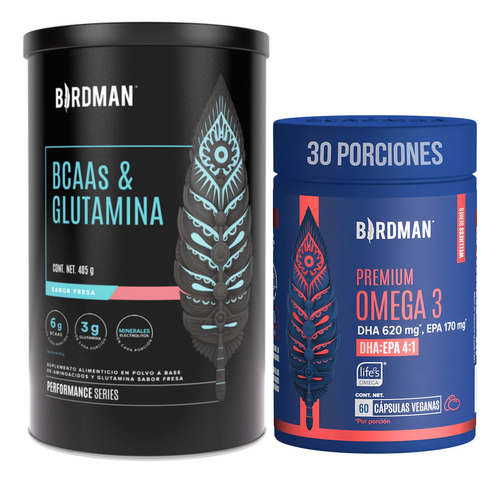 BIRDMAN
BCAAs &
GLUTAMINA
CONT. NET. 405 g
SABOR FRESA
6g
BCAAs
3g
GLUTAMINA
MINERALES
ELECTROLITOS
SUPLEMENTO ALIMENTICIO EN POLVO A BASE
DE AMINOÁCIDOS Y GLUTAMINA SABOR FRESA
PERFORMANCE SERIES
30 PORCIONES
BIRDMAN
WELLNESS SERIES
PREMIUM
OMEGA 3
DHA 620 mg*, EPA 170 mg*
DHA:EPA 4:1
life's
OMEGA
CONT. NET.
60 CÁPSULAS VEGANAS
*Por porción